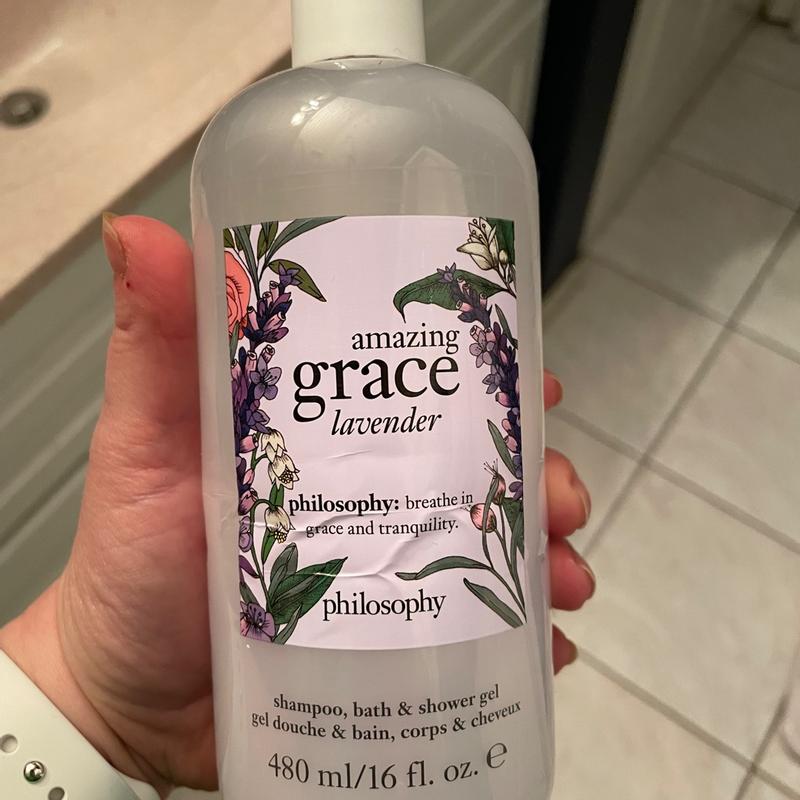 amazing
grace
lavender
philosophy: breathe in
grace and tranquility.
philosophy
shampoo, bath & shower gel
gel douche & bain, corps & cheveux
480 ml/16 fl. oz. ℮